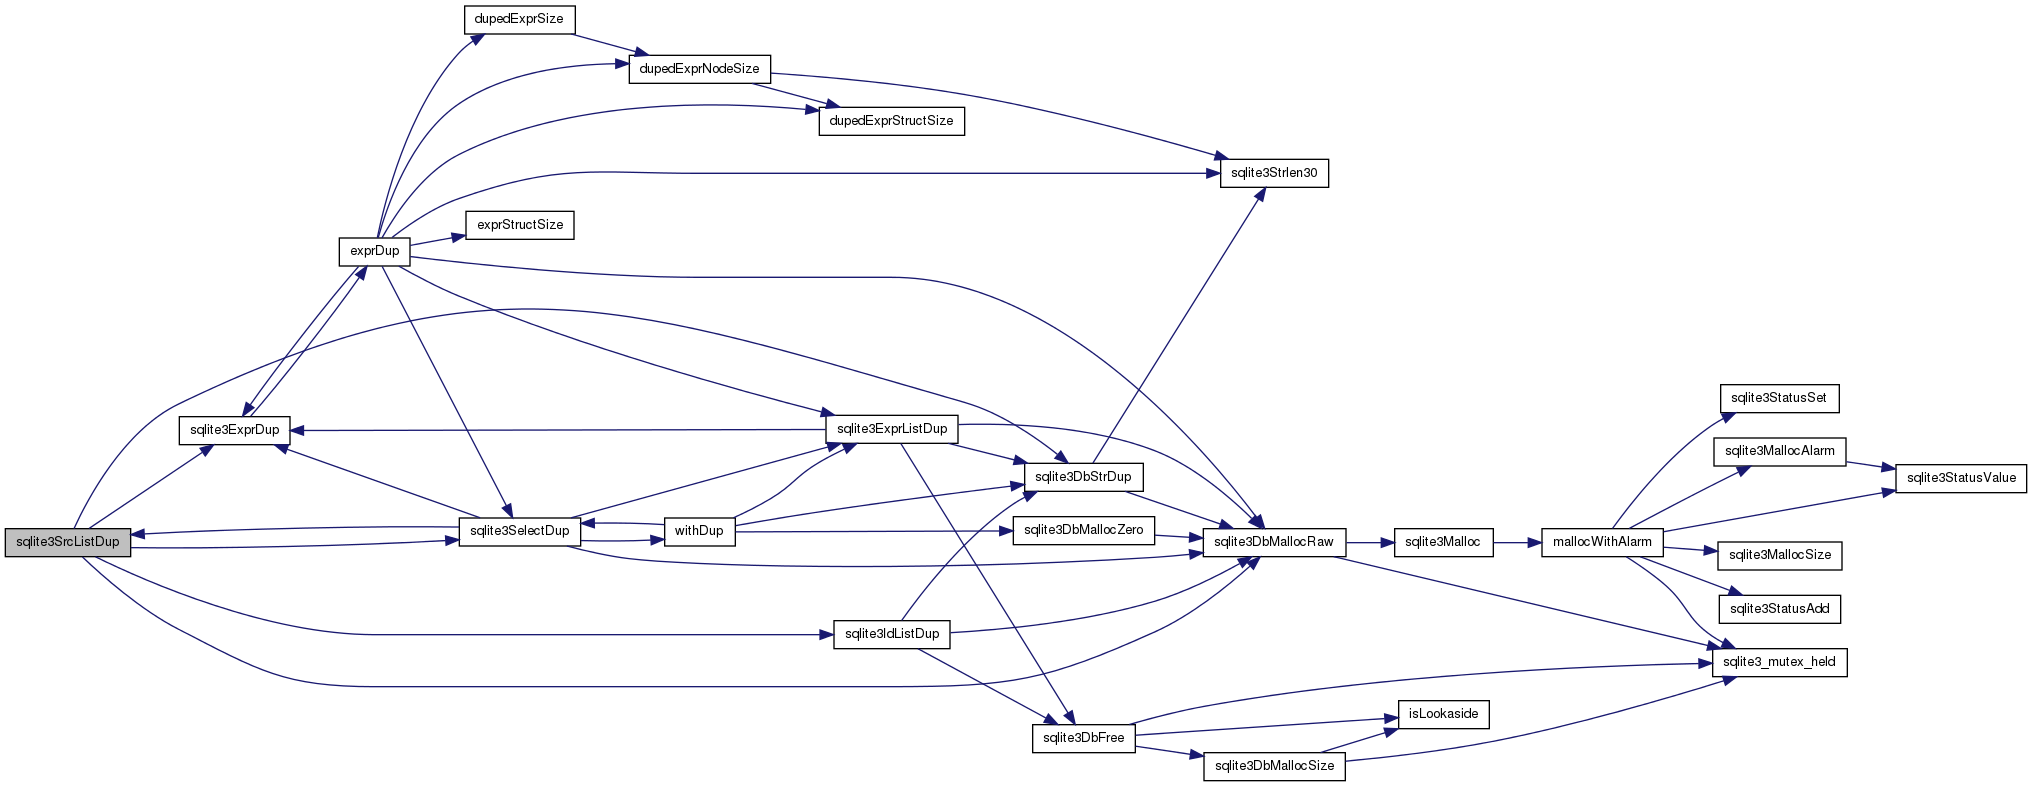 dupedExprSize
dupedExprNodeSize
dupedExprStructSize
sqlite3Strlen30
exprStructSize
exprDup
sqlite3StatusSet
sqlite3ExprDup
sqlite3ExprListDup
sqlite3MallocAlarm
sqlite3DbStrDup
sqlite3StatusValue
sqlite3SrcListDup
sqlite3SelectDup
withDup
sqlite3DbMallocZero
sqlite3DbMallocRaw
sqlite3Malloc
mallocWithAlarm
sqlite3MallocSize
sqlite3StatusAdd
sqlite3IdListDup
sqlite3_mutex_held
isLookaside
sqlite3DbFree
sqlite3DbMallocSize